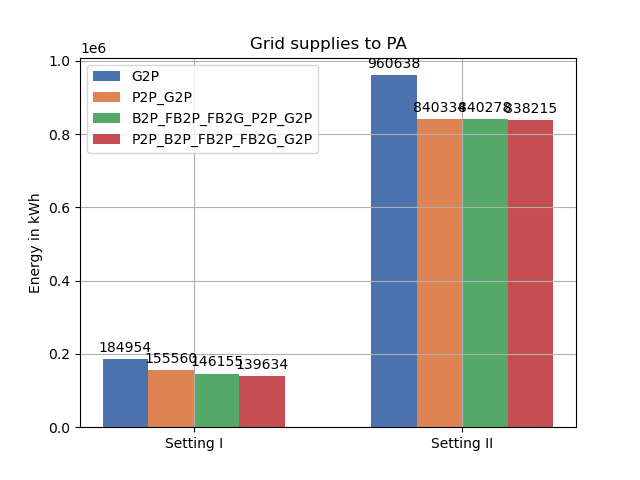 Grid supplies to PA
1e6
1.0
0.8
0.6
0.4
0.2
0.0
Energy in kWh
G2P
P2P_G2P
B2P_FB2P_FB2G_P2P_G2P
P2P_B2P_FB2P_FB2G_G2P
184954
155560
146155
139634
960638
840334
840278
838215
Setting I
Setting II